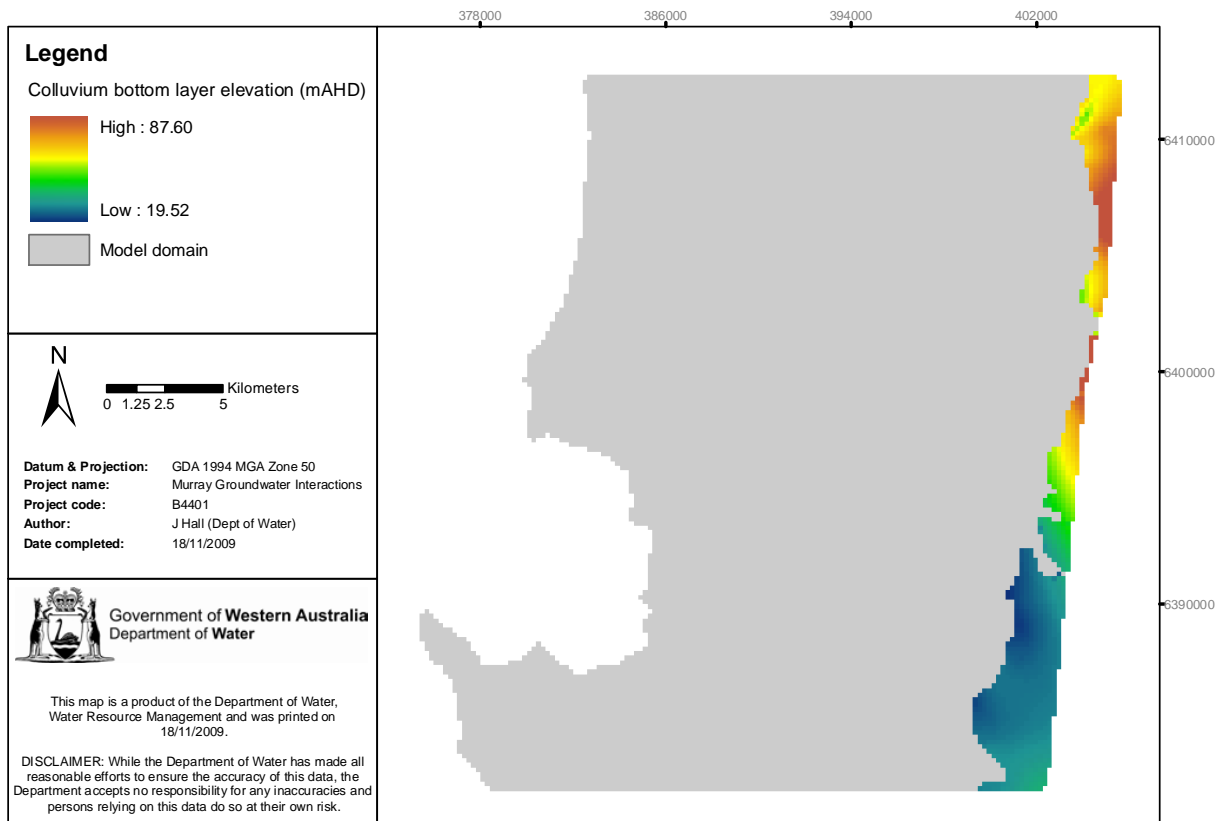 378000
386000
394000
402000
Legend
Colluvium bottom layer elevation (mAHD)
High : 87.60
Low : 19.52
Model domain
6410000
N
Kilometers
0 1.25 2.5 5
6400000
Datum & Projection: GDA 1994 MGA Zone 50
Project name: Murray Groundwater Interactions
Project code: B4401
Author: J Hall (Dept of Water)
Date completed: 18/11/2009
6390000
Government of Western Australia
Department of Water
This map is a product of the Department of Water,
Water Resource Management and was printed on
18/11/2009.
DISCLAIMER: While the Department of Water has made all
reasonable efforts to ensure the accuracy of this data, the
Department accepts no responsibility for any inaccuracies and
persons relying on this data do so at their own risk.